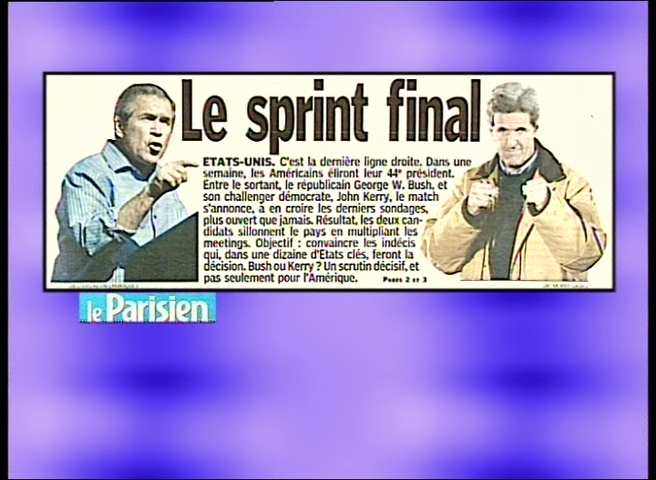 Le sprint final
ETATS-UNIS. C'est la dernière ligne droite. Dans une
semaine, les Américains éliront leur 44e président.
Entre le sortant, le républicain George W. Bush, et
son challenger démocrate, John Kerry, le match
s'annonce, à en croire les derniers sondages,
plus ouvert que jamais. Résultat, les deux can-
didats sillonnent le pays en multipliant les
meetings. Objectif : convaincre les indécis
qui, dans une dizaine d'Etats clés, feront la
décision. Bush ou Kerry ? Un scrutin décisif, et
pas seulement pour l'Amérique. PAGES 2 ET 3
le Parisien